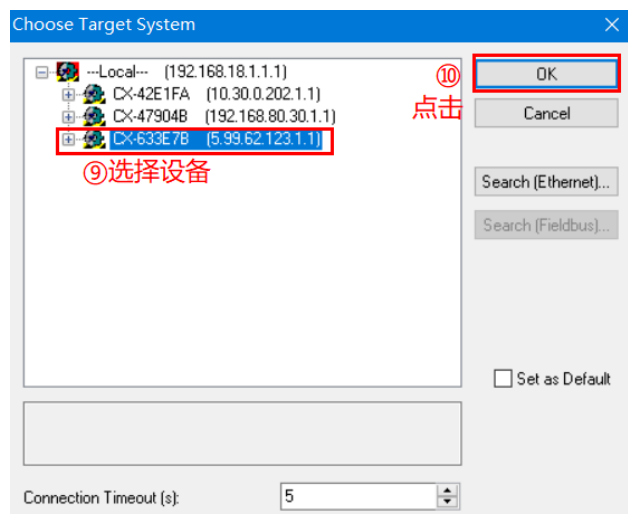 Choose Target System
---Local--- (192.168.18.1.1.1)
CX-42E1FA (10.30.0.202.1.1)
CX-47904B (192.168.80.30.1.1)
CX-633E7B (5.99.62.123.1.1)
⑨选择设备
⑩
点击
OK
Cancel
Search (Ethernet)...
Search (Fieldbus)...
Set as Default
Connection Timeout (s):
5